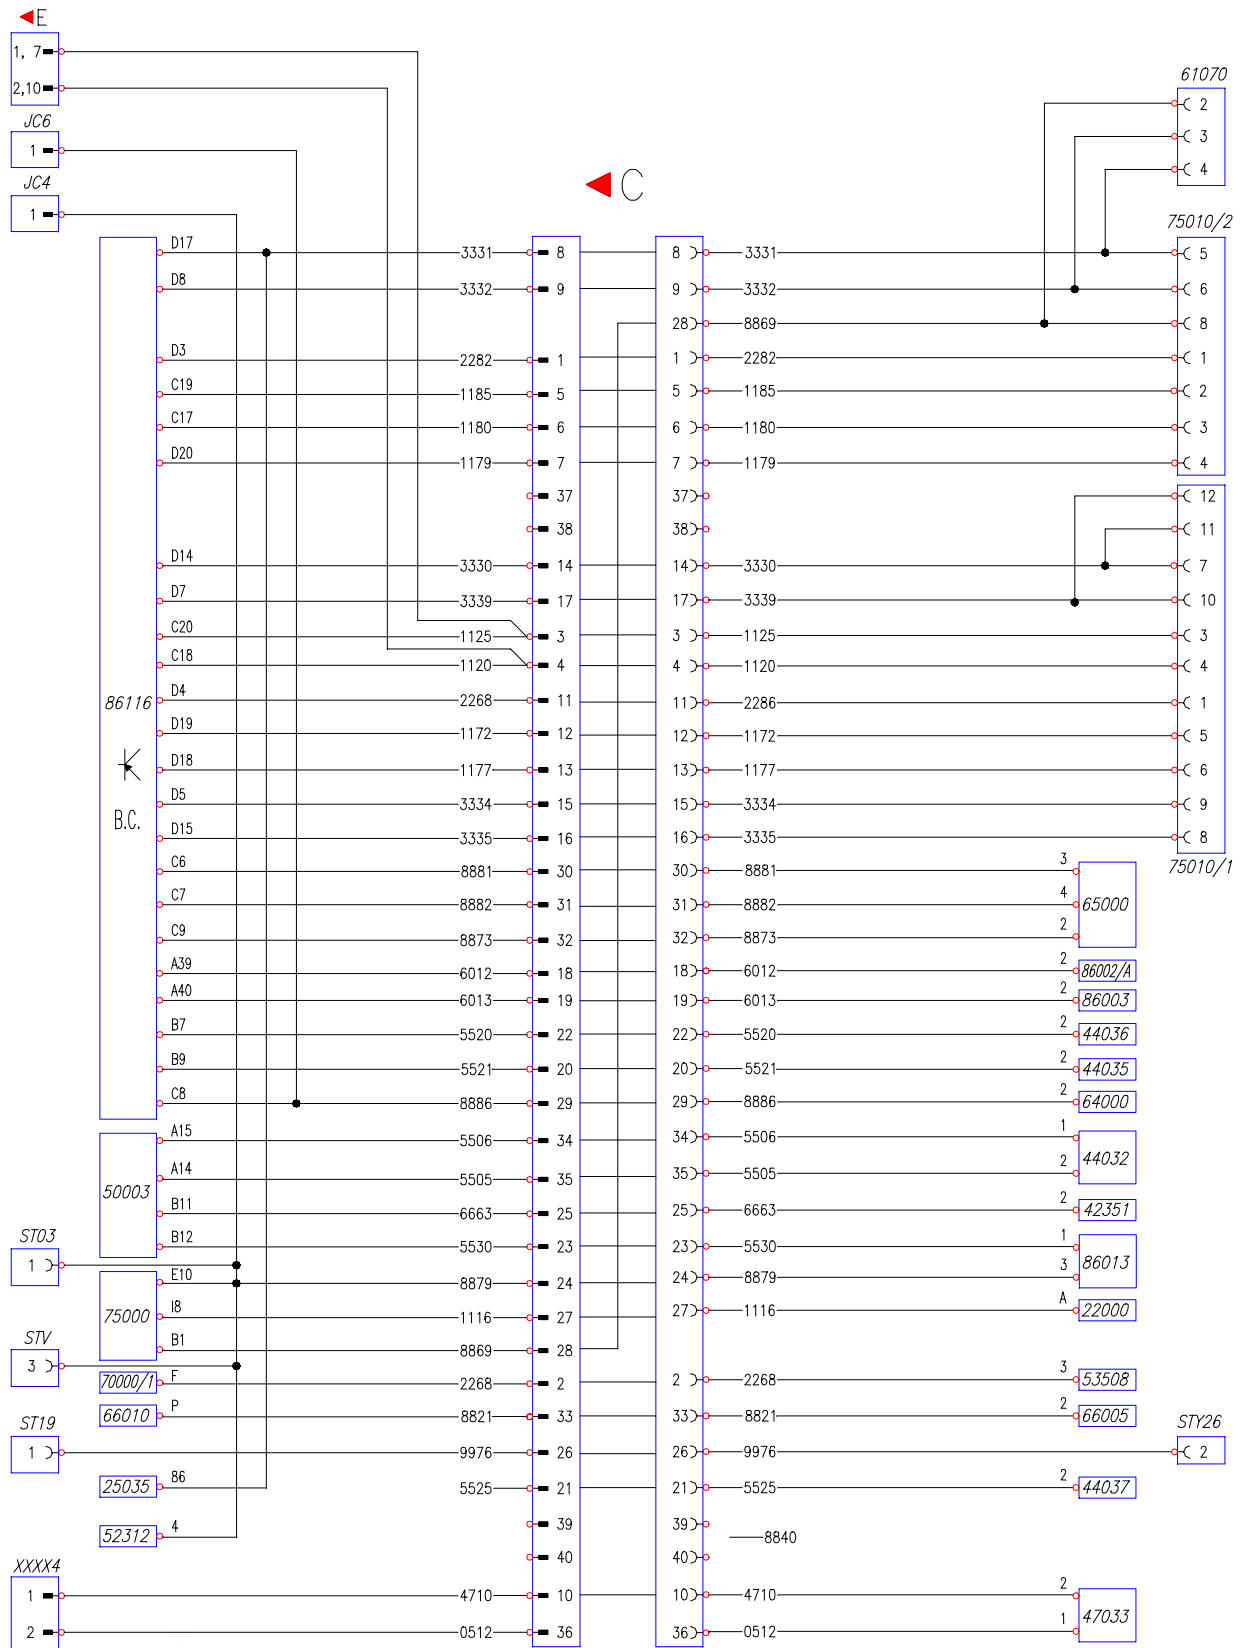 E
1, 7
2,10
JC6
1
JC4
1
C
61070
2
3
4
75010/2
D17 3331 8 8 3331 5
D8 3332 9 9 3332 6
28 8869 8
D3 2282 1 1 2282 1
C19 1185 5 5 1185 2
C17 1180 6 6 1180 3
D20 1179 7 7 1179 4
37 37 12
38 38 11
D14 3330 14 14 3330 7
D7 3339 17 17 3339 10
C20 1125 3 3 1125 3
C18 1120 4 4 1120 4
86116 D4 2268 11 11 2286 1
D19 1172 12 12 1172 5
D18 1177 13 13 1177 6
D5 3334 15 15 3334 9
B.C.
D15 3335 16 16 3335 8
75010/1
C6 8881 30 30 8881 3
C7 8882 31 31 8882 4 65000
C9 8873 32 32 8873 2
A39 6012 18 18 6012 2 86002/A
A40 6013 19 19 6013 2 86003
B7 5520 22 22 5520 2 44036
B9 5521 20 20 5521 2 44035
C8 8886 29 29 8886 2 64000
A15 5506 34 34 5506 1
44032
A14 5505 35 35 5505 2
50003
B11 6663 25 25 6663 2 42351
ST03
B12 5530 23 23 5530 1
1
86013
E10 8879 24 24 8879 3
75000 I8 1116 27 27 1116 A 22000
STV
B1 8869 28
3
70000/1 F 2268 2 2 2268 3 53508
66010 P 8821 33 33 8821 2 66005
ST19
STY26
1 9976 26 26 9976 2
25035 86 5525 21 21 5525 2 44037
39 39
52312 4 8840
40 40
XXXX4
1 4710 10 10 4710 2
47033
2 0512 36 36 0512 1